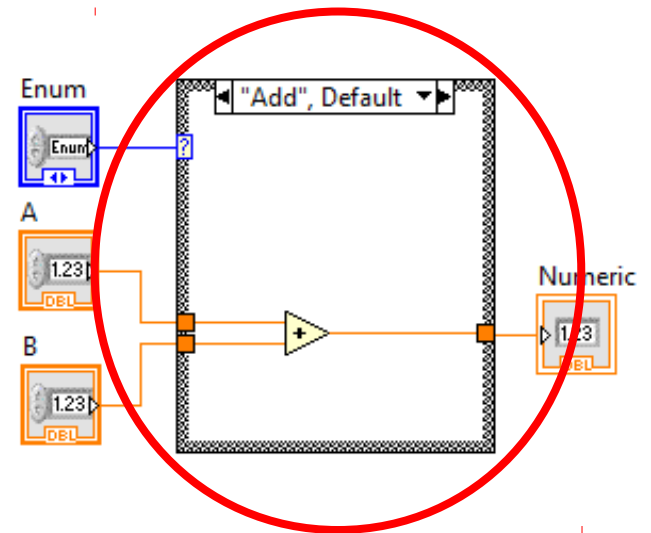 Enum
"Add", Default
Enum
?
A
1.23
DBL
+
Numeric
1.23
DBL
B
1.23
DBL